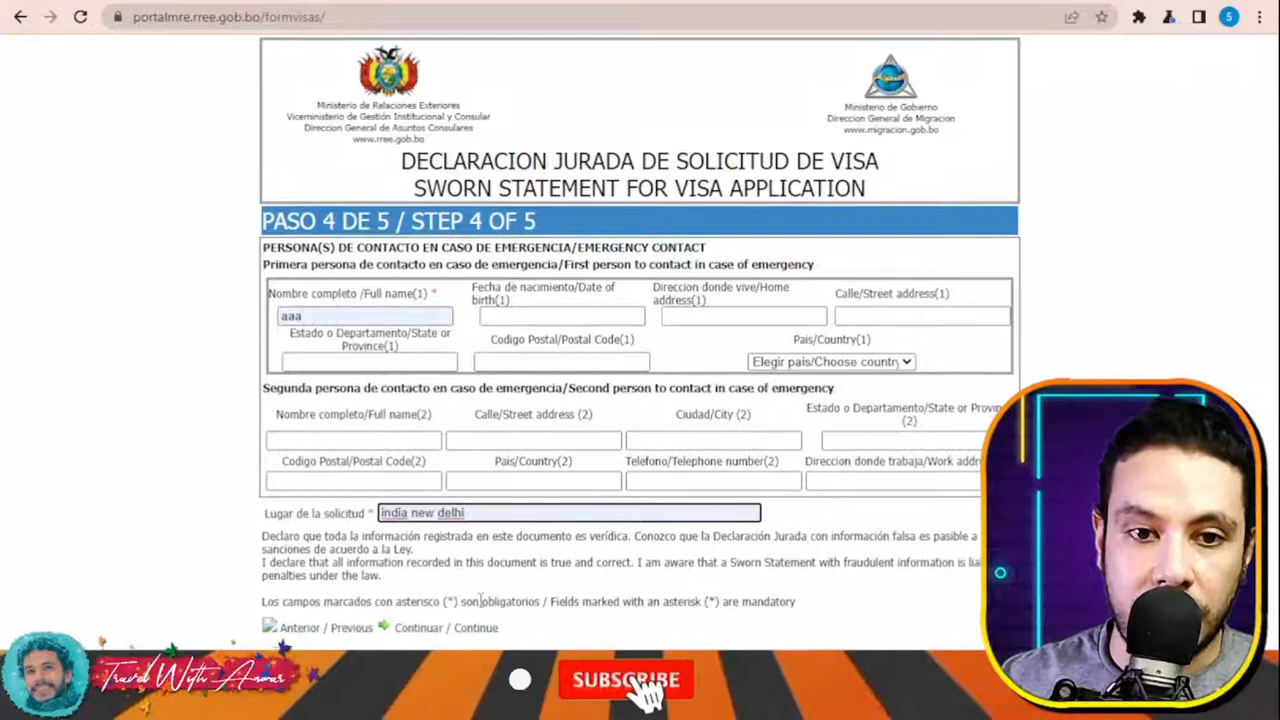 portalmre.rree.gob.bo/formvisas/
5
Ministerio de Relaciones Exteriores
Viceministerio de Gestión Institucional y Consular
Direccion General de Asuntos Consulares
www.rree.gob.bo
Ministerio de Gobierno
Direccion General de Migracion
www.migracion.gob.bo
DECLARACION JURADA DE SOLICITUD DE VISA
SWORN STATEMENT FOR VISA APPLICATION
PASO 4 DE 5 / STEP 4 OF 5
PERSONA(S) DE CONTACTO EN CASO DE EMERGENCIA/EMERGENCY CONTACT
Primera persona de contacto en caso de emergencia/First person to contact in case of emergency
Nombre completo /Full name(1) *
Fecha de nacimiento/Date of
birth(1)
Direccion donde vive/Home
address(1)
Calle/Street address(1)
aaa
Estado o Departamento/State or
Province(1)
Codigo Postal/Postal Code(1)
Pais/Country(1)
Elegir pais/Choose countr
Segunda persona de contacto en caso de emergencia/Second person to contact in case of emergency
Nombre completo/Full name(2)
Calle/Street address (2)
Ciudad/City (2)
Estado o Departamento/State or Provin
(2)
Codigo Postal/Postal Code(2)
Pais/Country(2)
Telefono/Telephone number(2)
Direccion donde trabaja/Work addr
Lugar de la solicitud *
india new delhi
Declaro que toda la información registrada en este documento es verídica. Conozco que la Declaración Jurada con información falsa es pasible a
sanciones de acuerdo a la Ley.
I declare that all information recorded in this document is true and correct. I am aware that a Sworn Statement with fraudulent information is lia
penalties under the law.
Los campos marcados con asterisco (*) son obligatorios / Fields marked with an asterisk (*) are mandatory
Anterior / Previous
Continuar / Continue
Travel With Anour
SUBSCRIBE